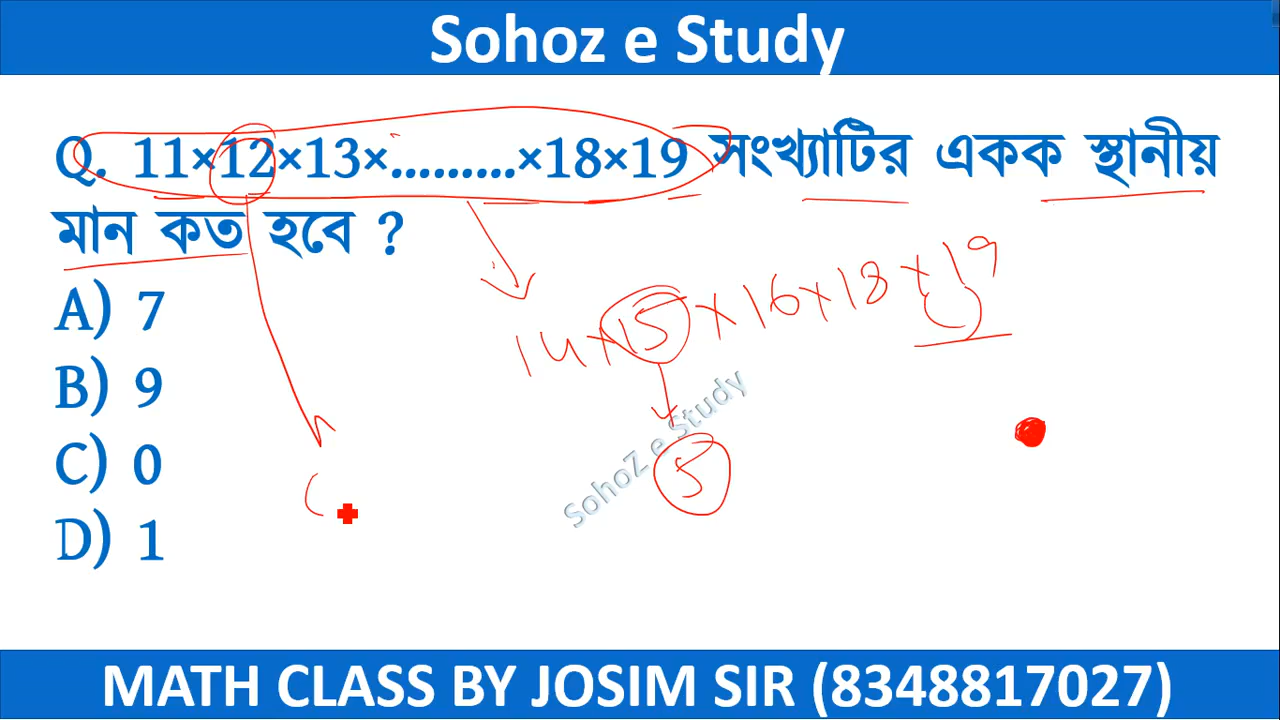 Sohoz e Study
Q. 11×12×13×.........×18×19 সংখ্যাটির একক স্থানীয়
মান কত হবে ?
14×15×16×18×19
A) 7
B) 9
C) 0
5
D) 1
SohoZ e Study
MATH CLASS BY JOSIM SIR (8348817027)